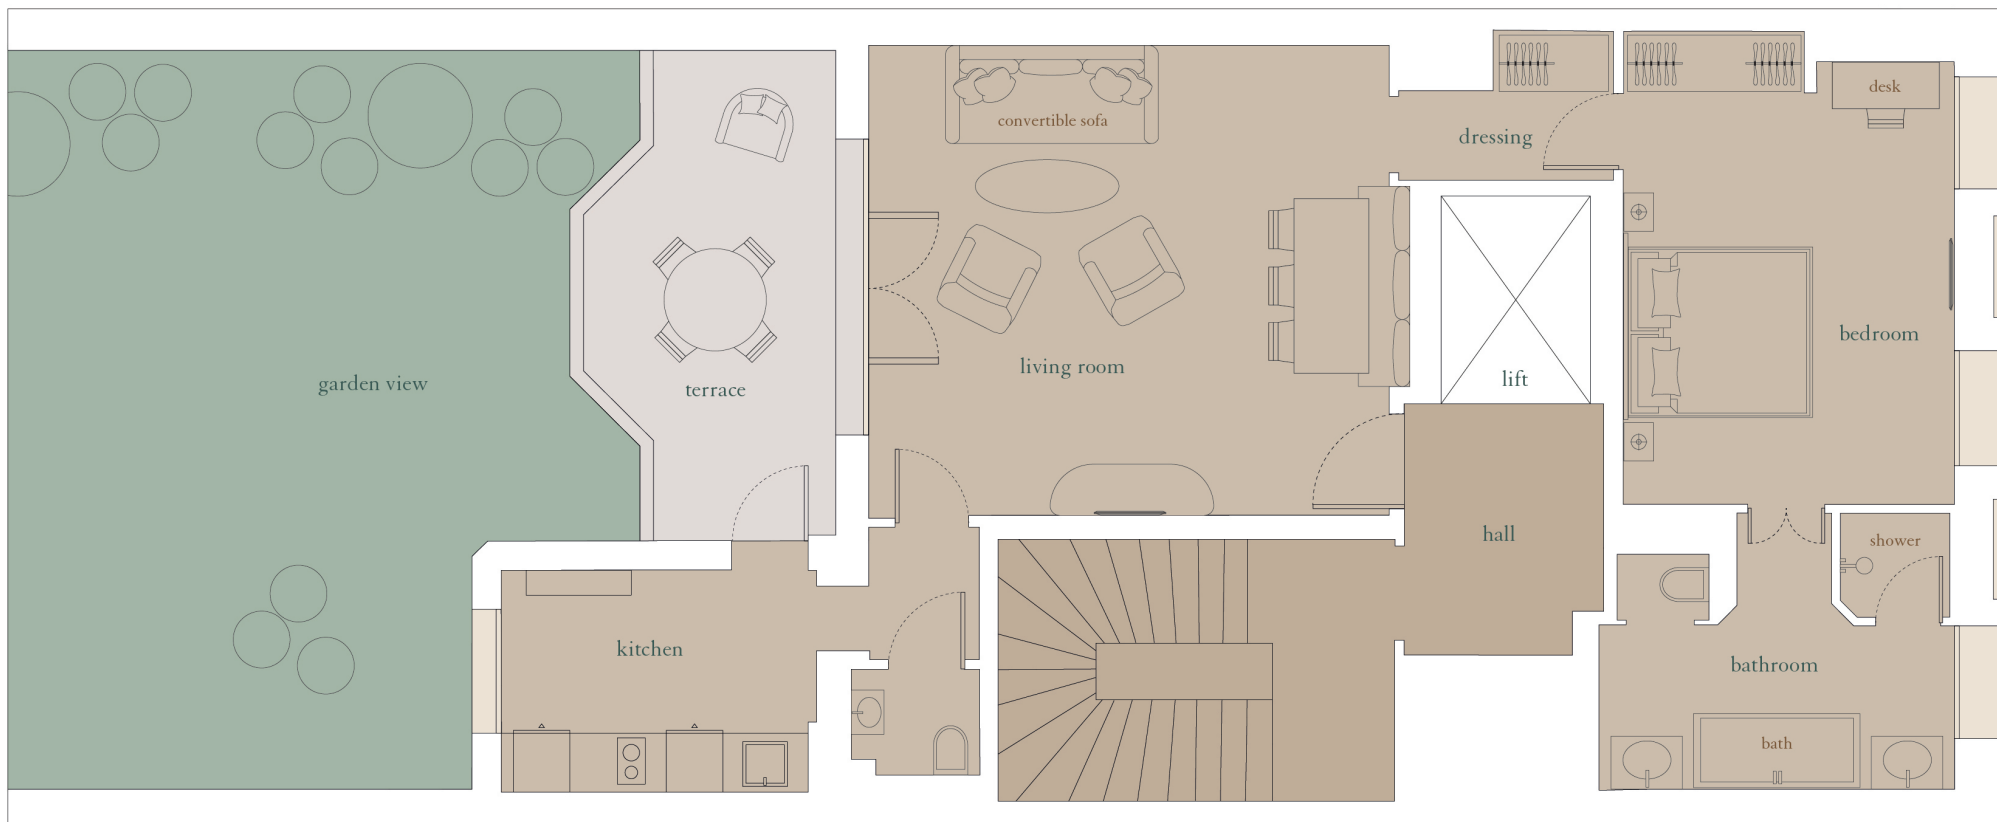 desk
convertible sofa
dressing
bedroom
living room
lift
garden view
terrace
hall
shower
kitchen
bathroom
bath